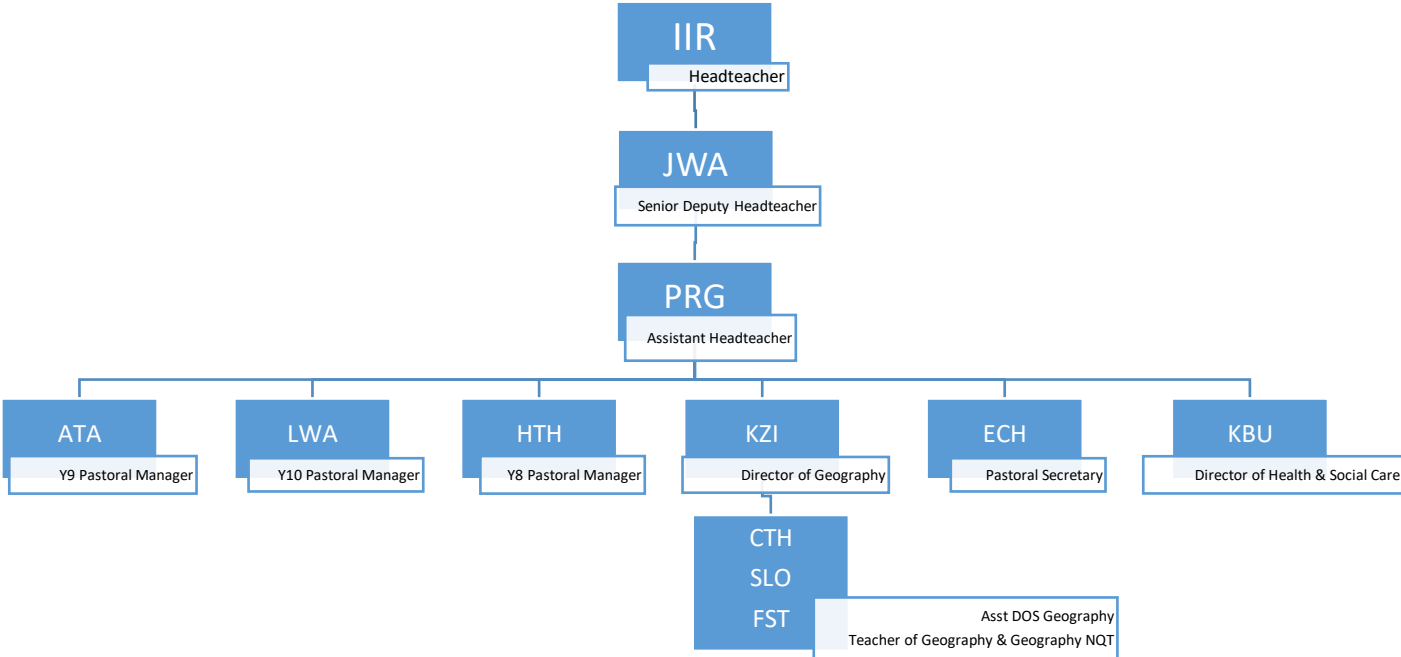 IIR
Headteacher
JWA
Senior Deputy Headteacher
PRG
Assistant Headteacher
ATA
Y9 Pastoral Manager
LWA
Y10 Pastoral Manager
HTH
Y8 Pastoral Manager
KZI
Director of Geography
ECH
Pastoral Secretary
KBU
Director of Health & Social Care
CTH
SLO
FST
Asst DOS Geography
Teacher of Geography & Geography NQT